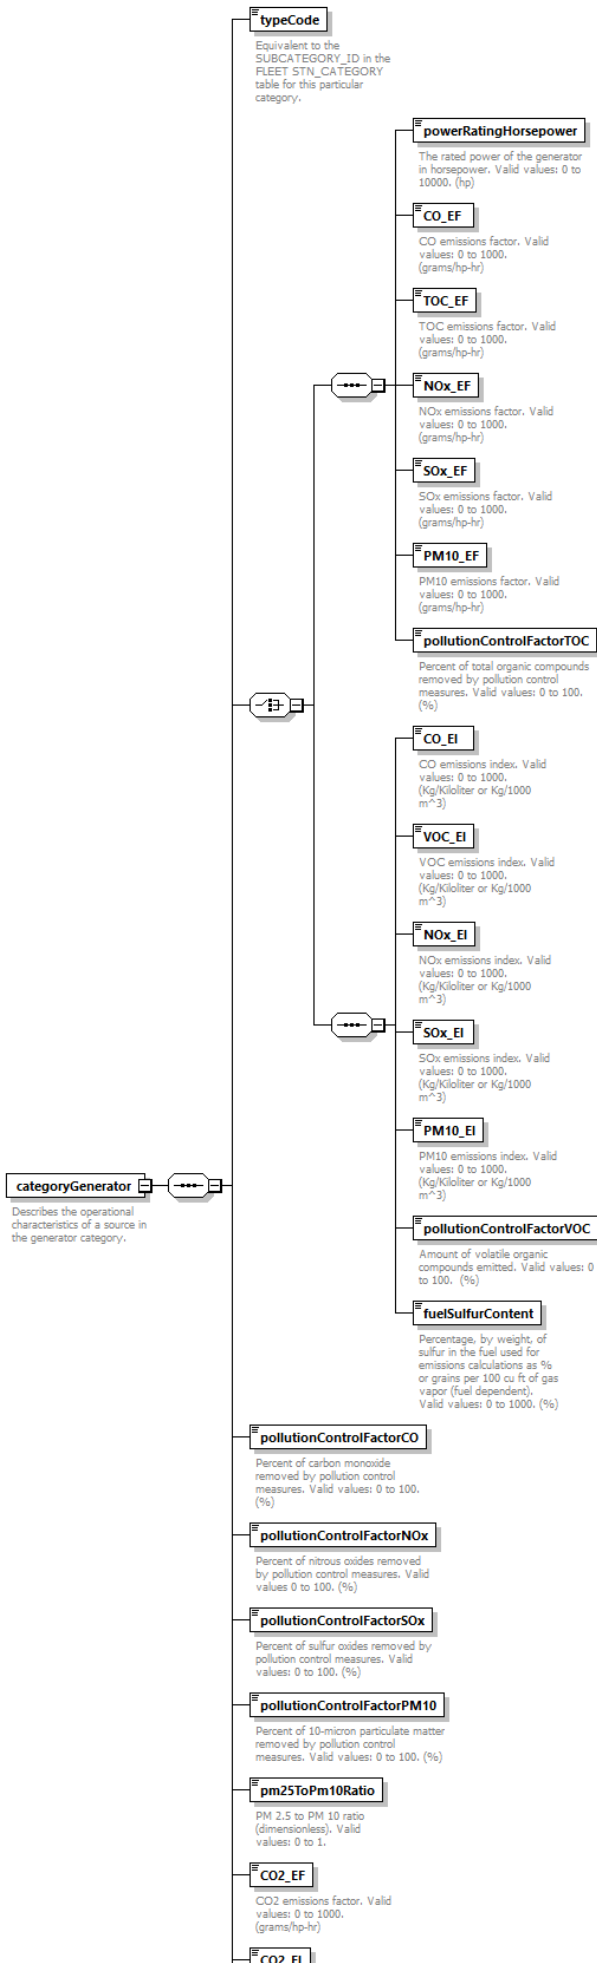 typeCode
Equivalent to the
SUBCATEGORY_ID in the
FLEET STN_CATEGORY
table for this particular
category.
powerRatingHorsepower
The rated power of the generator
in horsepower. Valid values: 0 to
10000. (hp)
CO_EF
CO emissions factor. Valid
values: 0 to 1000.
(grams/hp-hr)
TOC_EF
TOC emissions factor. Valid
values: 0 to 1000.
(grams/hp-hr)
NOx_EF
NOx emissions factor. Valid
values: 0 to 1000.
(grams/hp-hr)
SOx_EF
SOx emissions factor. Valid
values: 0 to 1000.
(grams/hp-hr)
PM10_EF
PM10 emissions factor. Valid
values: 0 to 1000.
(grams/hp-hr)
pollutionControlFactorTOC
Percent of total organic compounds
removed by pollution control
measures. Valid values: 0 to 100.
(%)
CO_EI
CO emissions index. Valid
values: 0 to 1000.
(Kg/Kiloliter or Kg/1000
m^3)
VOC_EI
VOC emissions index. Valid
values: 0 to 1000.
(Kg/Kiloliter or Kg/1000
m^3)
NOx_EI
NOx emissions index. Valid
values: 0 to 1000.
(Kg/Kiloliter or Kg/1000
m^3)
SOx_EI
SOx emissions index. Valid
values: 0 to 1000.
(Kg/Kiloliter or Kg/1000
m^3)
PM10_EI
PM10 emissions index. Valid
values: 0 to 1000.
(Kg/Kiloliter or Kg/1000
m^3)
categoryGenerator
Describes the operational
characteristics of a source in
the generator category.
pollutionControlFactorVOC
Amount of volatile organic
compounds emitted. Valid values: 0
to 100. (%)
fuelSulfurContent
Percentage, by weight, of
sulfur in the fuel used for
emissions calculations as %
or grains per 100 cu ft of gas
vapor (fuel dependent).
Valid values: 0 to 1000. (%)
pollutionControlFactorCO
Percent of carbon monoxide
removed by pollution control
measures. Valid values: 0 to 100.
(%)
pollutionControlFactorNOx
Percent of nitrous oxides removed
by pollution control measures. Valid
values 0 to 100. (%)
pollutionControlFactorSOx
Percent of sulfur oxides removed by
pollution control measures. Valid
values: 0 to 100. (%)
pollutionControlFactorPM10
Percent of 10-micron particulate matter
removed by pollution control
measures. Valid values: 0 to 100. (%)
pm25ToPm10Ratio
PM 2.5 to PM 10 ratio
(dimensionless). Valid
values: 0 to 1.
CO2_EF
CO2 emissions factor. Valid
values: 0 to 1000.
(grams/hp-hr)
CO2_EI